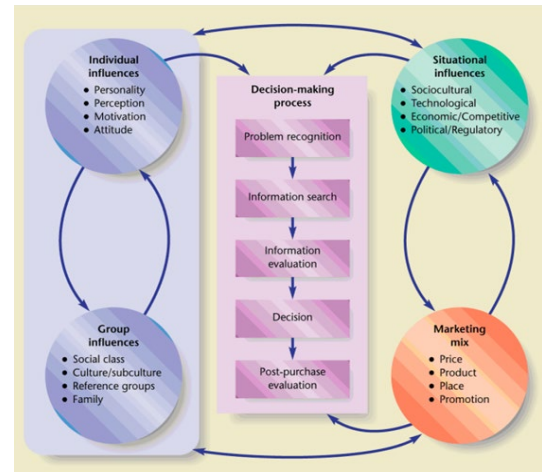 Individual
influences
• Personality
• Perception
• Motivation
• Attitude
Decision-making
process
Problem recognition
Information search
Information
evaluation
Decision
Post-purchase
evaluation
Situational
influences
• Sociocultural
• Technological
• Economic/Competitive
• Political/Regulatory
Group
influences
• Social class
• Culture/subculture
• Reference groups
• Family
Marketing
mix
• Price
• Product
• Place
• Promotion